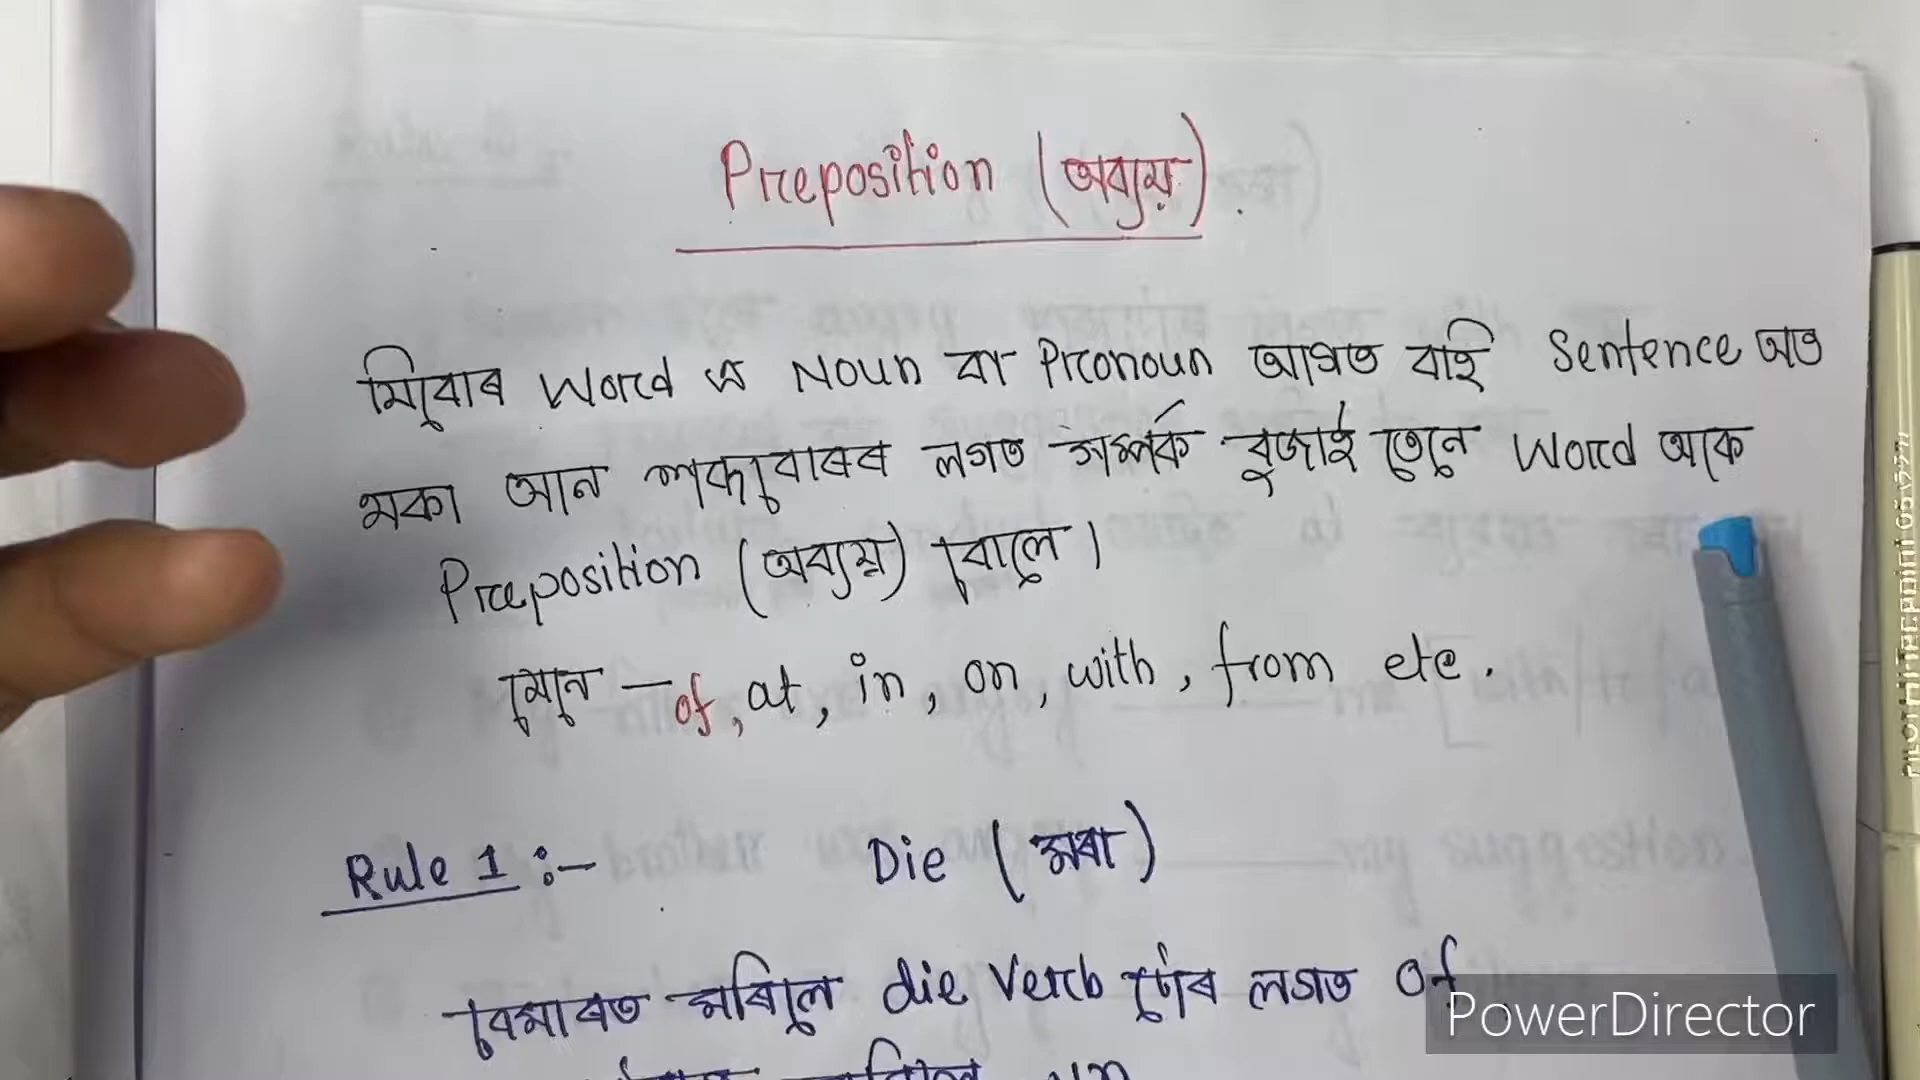 Preposition (অব্যয়).
যিবোৰ Word এ Noun বা Pronoun আগত বহি Sentence অত
থকা আন শব্দবোৰৰ লগত সম্পৰ্ক বুজাই তেনে Word অকে
Preposition (অব্যয়) বোলে।
যেনে – of, at, in, on, with, from etc.
Rule 1 :– Die (মৰা)
বেমাৰত মৰিলে die Verb টোৰ লগত of
PowerDirector